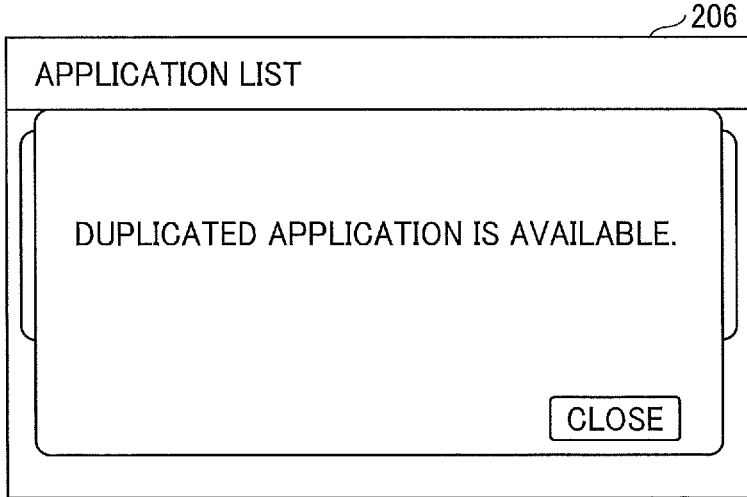 206
APPLICATION LIST
DUPLICATED APPLICATION IS AVAILABLE.
CLOSE